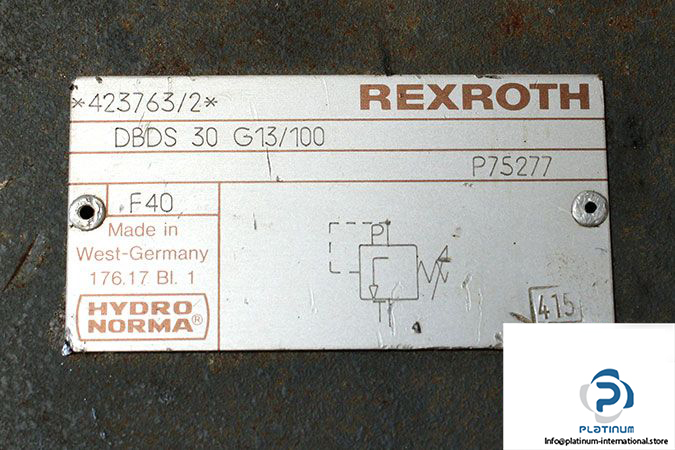 *423763/2* REXROTH
DBDS 30 G13/100
P75277
F40
Made in
West-Germany
176.17 Bl. 1
HYDRO
NORMA®
P
T
415
PLATINUM
Info@platinum-international.store